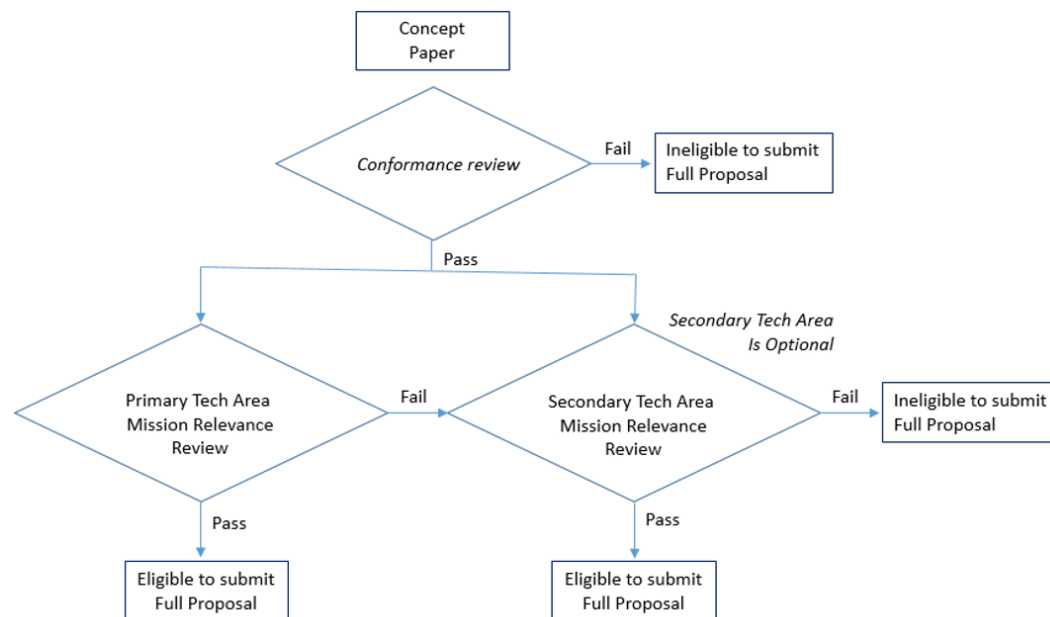 Concept
Paper
Conformance review
Fail
Ineligible to submit
Full Proposal
Pass
Secondary Tech Area
Is Optional
Primary Tech Area
Mission Relevance
Review
Fail
Secondary Tech Area
Mission Relevance
Review
Fail
Ineligible to submit
Full Proposal
Pass
Pass
Eligible to submit
Full Proposal
Eligible to submit
Full Proposal